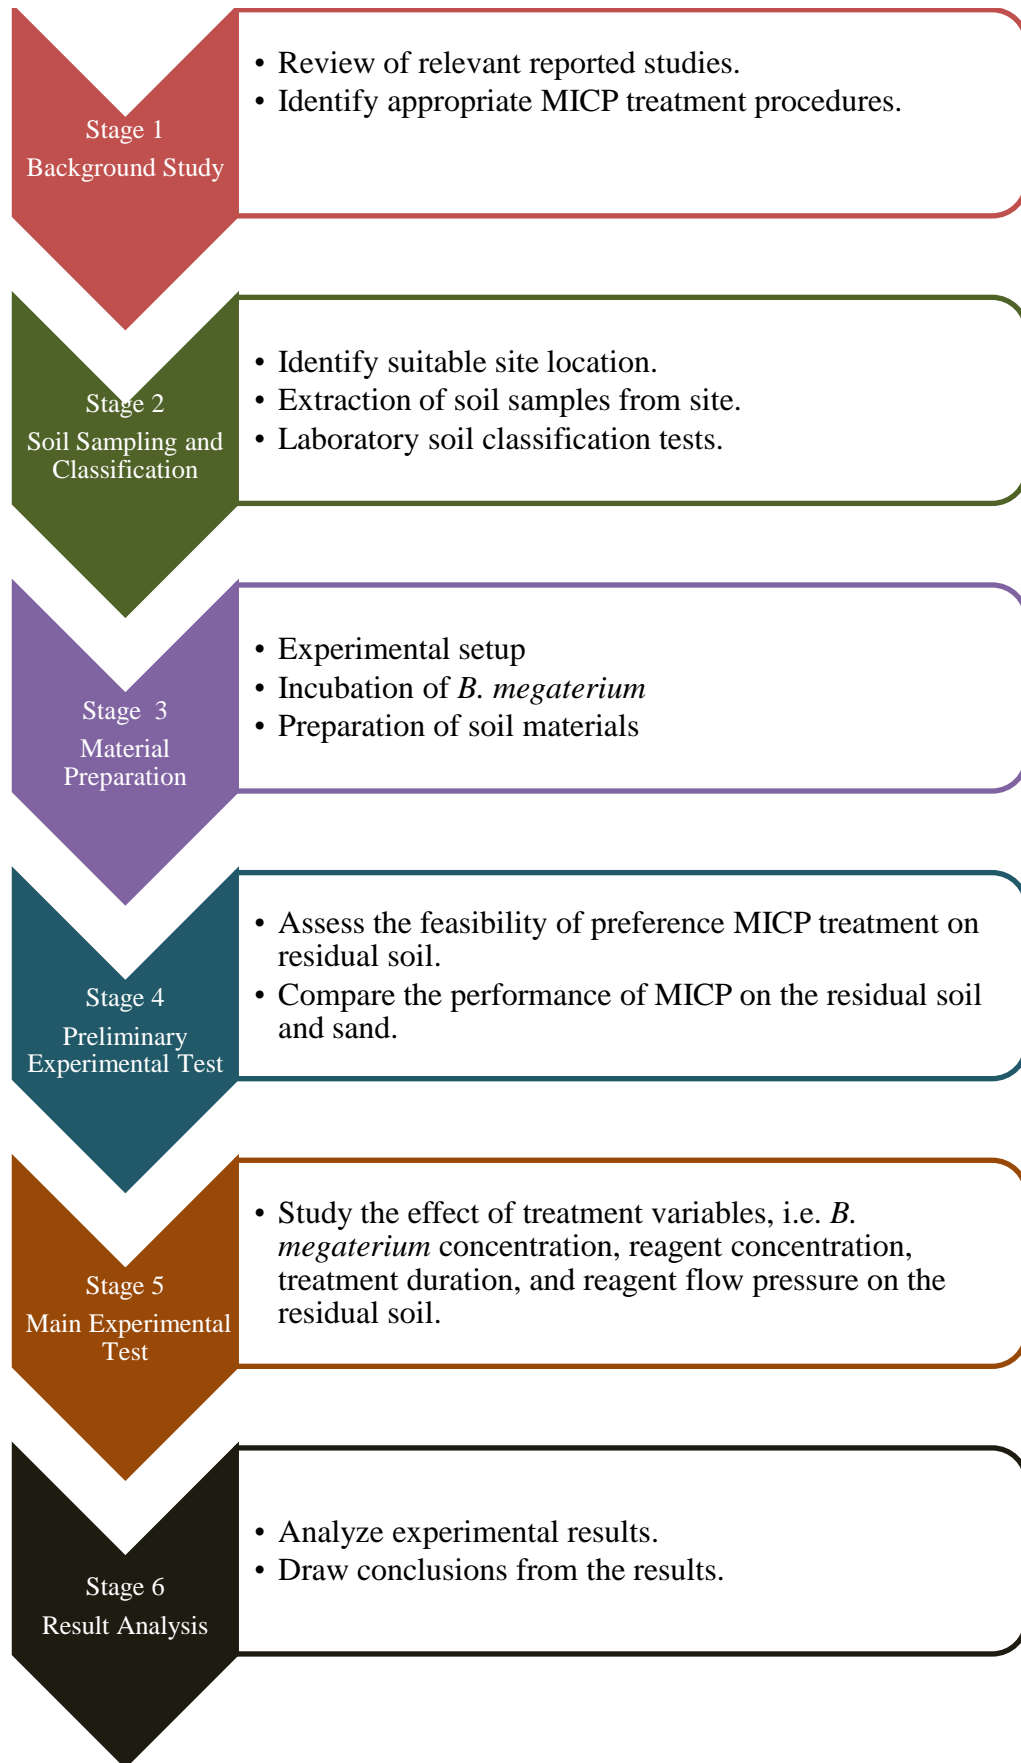 Stage 1
Background Study
• Review of relevant reported studies.
• Identify appropriate MICP treatment procedures.
Stage 2
Soil Sampling and
Classification
• Identify suitable site location.
• Extraction of soil samples from site.
• Laboratory soil classification tests.
Stage 3
Material
Preparation
• Experimental setup
• Incubation of B. megaterium
• Preparation of soil materials
Stage 4
Preliminary
Experimental Test
• Assess the feasibility of preference MICP treatment on
residual soil.
• Compare the performance of MICP on the residual soil
and sand.
Stage 5
Main Experimental
Test
• Study the effect of treatment variables, i.e. B.
megaterium concentration, reagent concentration,
treatment duration, and reagent flow pressure on the
residual soil.
Stage 6
Result Analysis
• Analyze experimental results.
• Draw conclusions from the results.